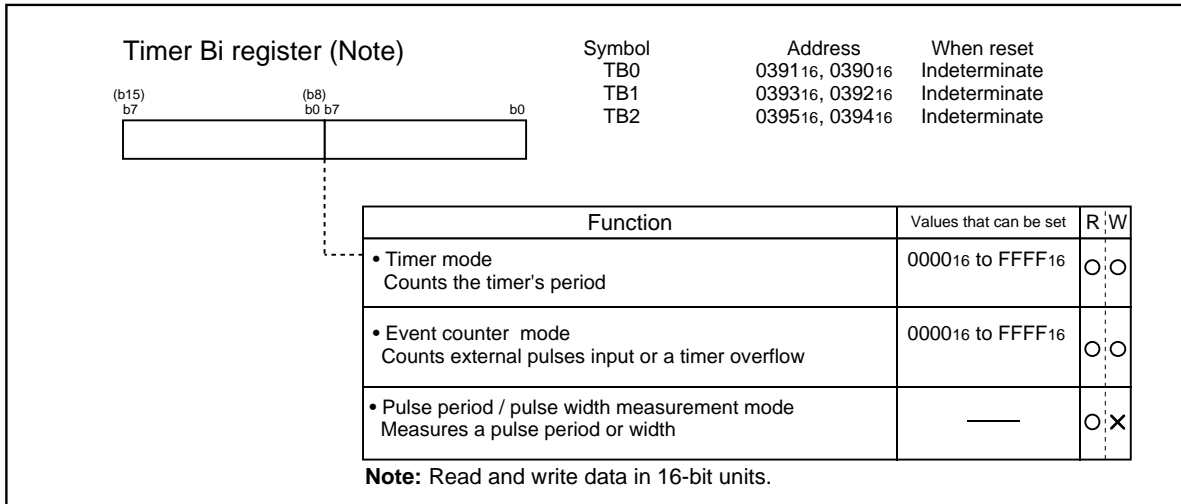 Timer Bi register (Note)
Symbol Address When reset
TB0 039116, 039016 Indeterminate
TB1 039316, 039216 Indeterminate
TB2 039516, 039416 Indeterminate
(b15) (b8)
b7 b0 b7 b0
Function Values that can be set R W
• Timer mode 000016 to FFFF16
Counts the timer's period
• Event counter mode 000016 to FFFF16
Counts external pulses input or a timer overflow
• Pulse period / pulse width measurement mode
Measures a pulse period or width
Note: Read and write data in 16-bit units.